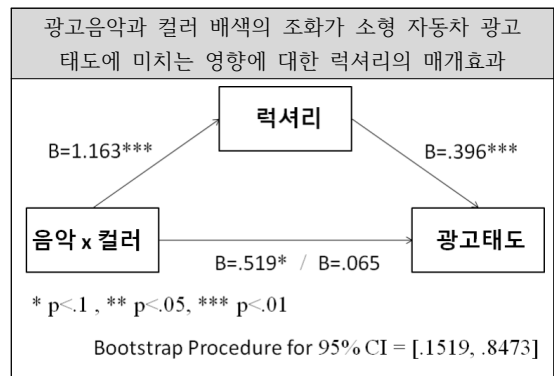 광고음악과 컬러 배색의 조화가 소형 자동차 광고
태도에 미치는 영향에 대한 럭셔리의 매개효과
럭셔리
B=1.163***
B=.396***
음악 x 컬러
광고태도
B=.519* / B=.065
* p<.1 , ** p<.05, *** p<.01
Bootstrap Procedure for 95% CI = [.1519, .8473]